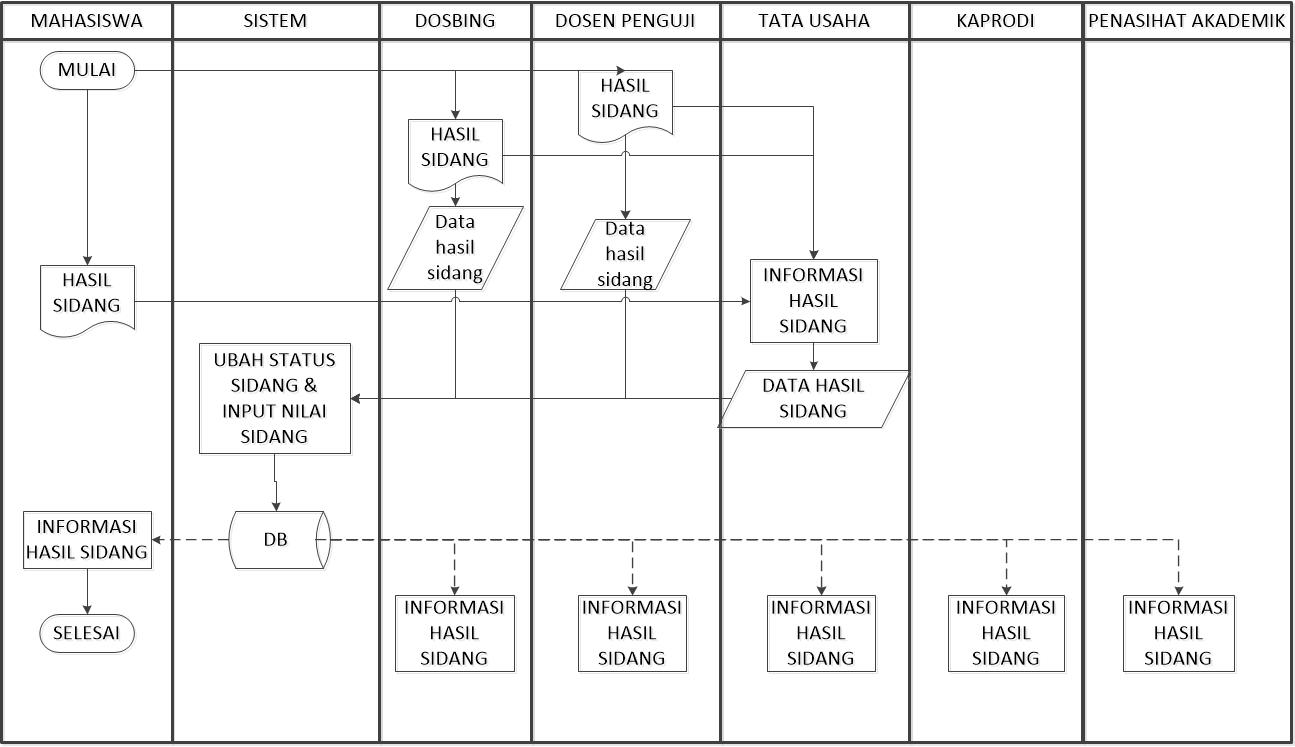 MAHASISWA
SISTEM
DOSBING
DOSEN PENGUJI
TATA USAHA
KAPRODI
PENASIHAT AKADEMIK
MULAI
HASIL
SIDANG
HASIL
SIDANG
Data
hasil
sidang
Data
hasil
sidang
HASIL
SIDANG
INFORMASI
HASIL
SIDANG
UBAH STATUS
SIDANG &
INPUT NILAI
SIDANG
DATA HASIL
SIDANG
INFORMASI
HASIL SIDANG
DB
SELESAI
INFORMASI
HASIL
SIDANG
INFORMASI
HASIL
SIDANG
INFORMASI
HASIL
SIDANG
INFORMASI
HASIL
SIDANG
INFORMASI
HASIL
SIDANG